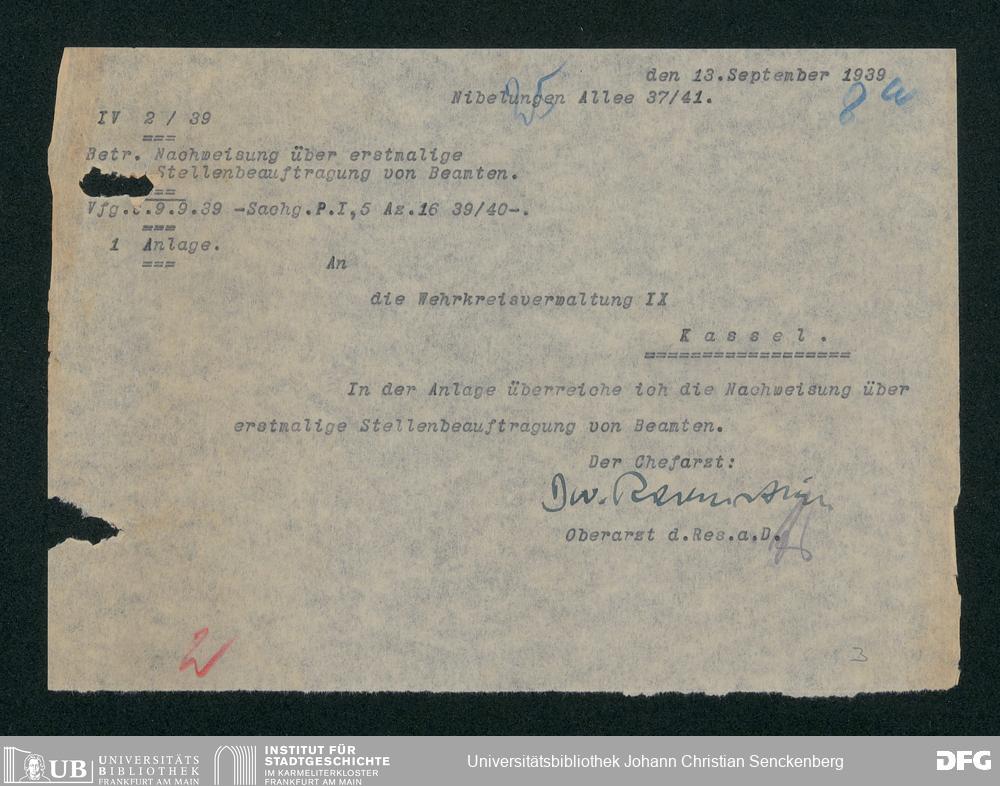 den 13.September 1939
Nibelungen Allee 37/41.
25
8a
IV 2 / 39
===
Betr. Nachweisung über erstmalige
Stellenbeauftragung von Beamten.
==
Vfg. 9.9.39 -Sachg.P.I,5 Az.16 39/40-.
===
1 Anlage.
===
An
die Wehrkreisverwaltung IX
K a s s e l .
==================
In der Anlage überreiche ich die Nachweisung über
erstmalige Stellenbeauftragung von Beamten.
Der Chefarzt:
Oberarzt d.Res.a.D.
3
UB UNIVERSITÄTS
BIBLIOTHEK
FRANKFURT AM MAIN
INSTITUT FÜR
STADTGESCHICHTE
IM KARMELITERKLOSTER
FRANKFURT AM MAIN
Universitätsbibliothek Johann Christian Senckenberg
DFG